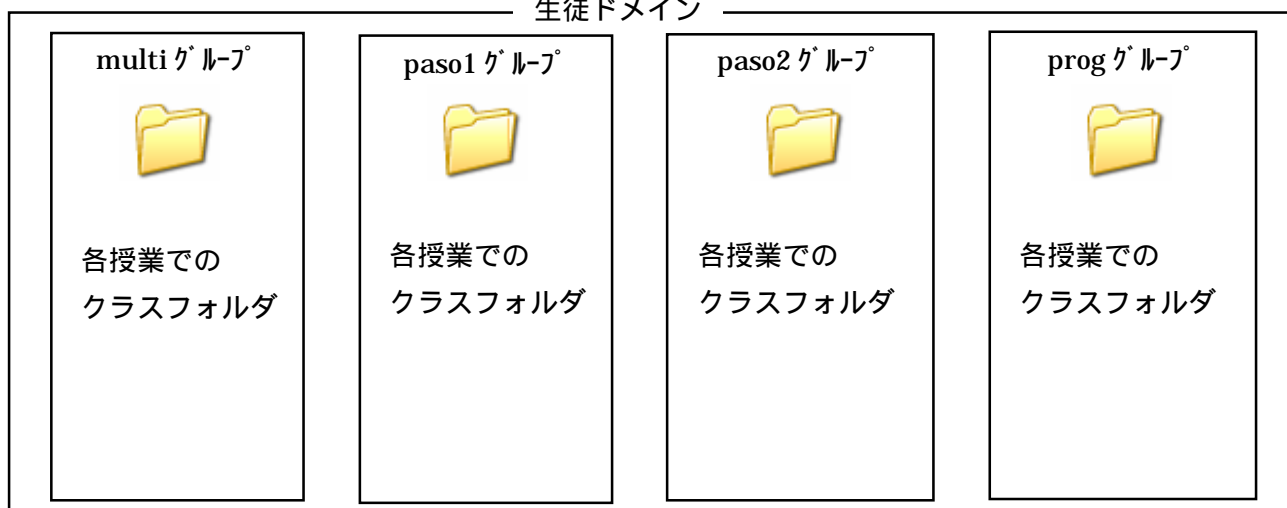 生徒ドメイン
multi ｸﾞﾙｰﾌﾟ
paso1 ｸﾞﾙｰﾌﾟ
paso2 ｸﾞﾙｰﾌﾟ
prog ｸﾞﾙｰﾌﾟ
各授業での
クラスフォルダ
各授業での
クラスフォルダ
各授業での
クラスフォルダ
各授業での
クラスフォルダ